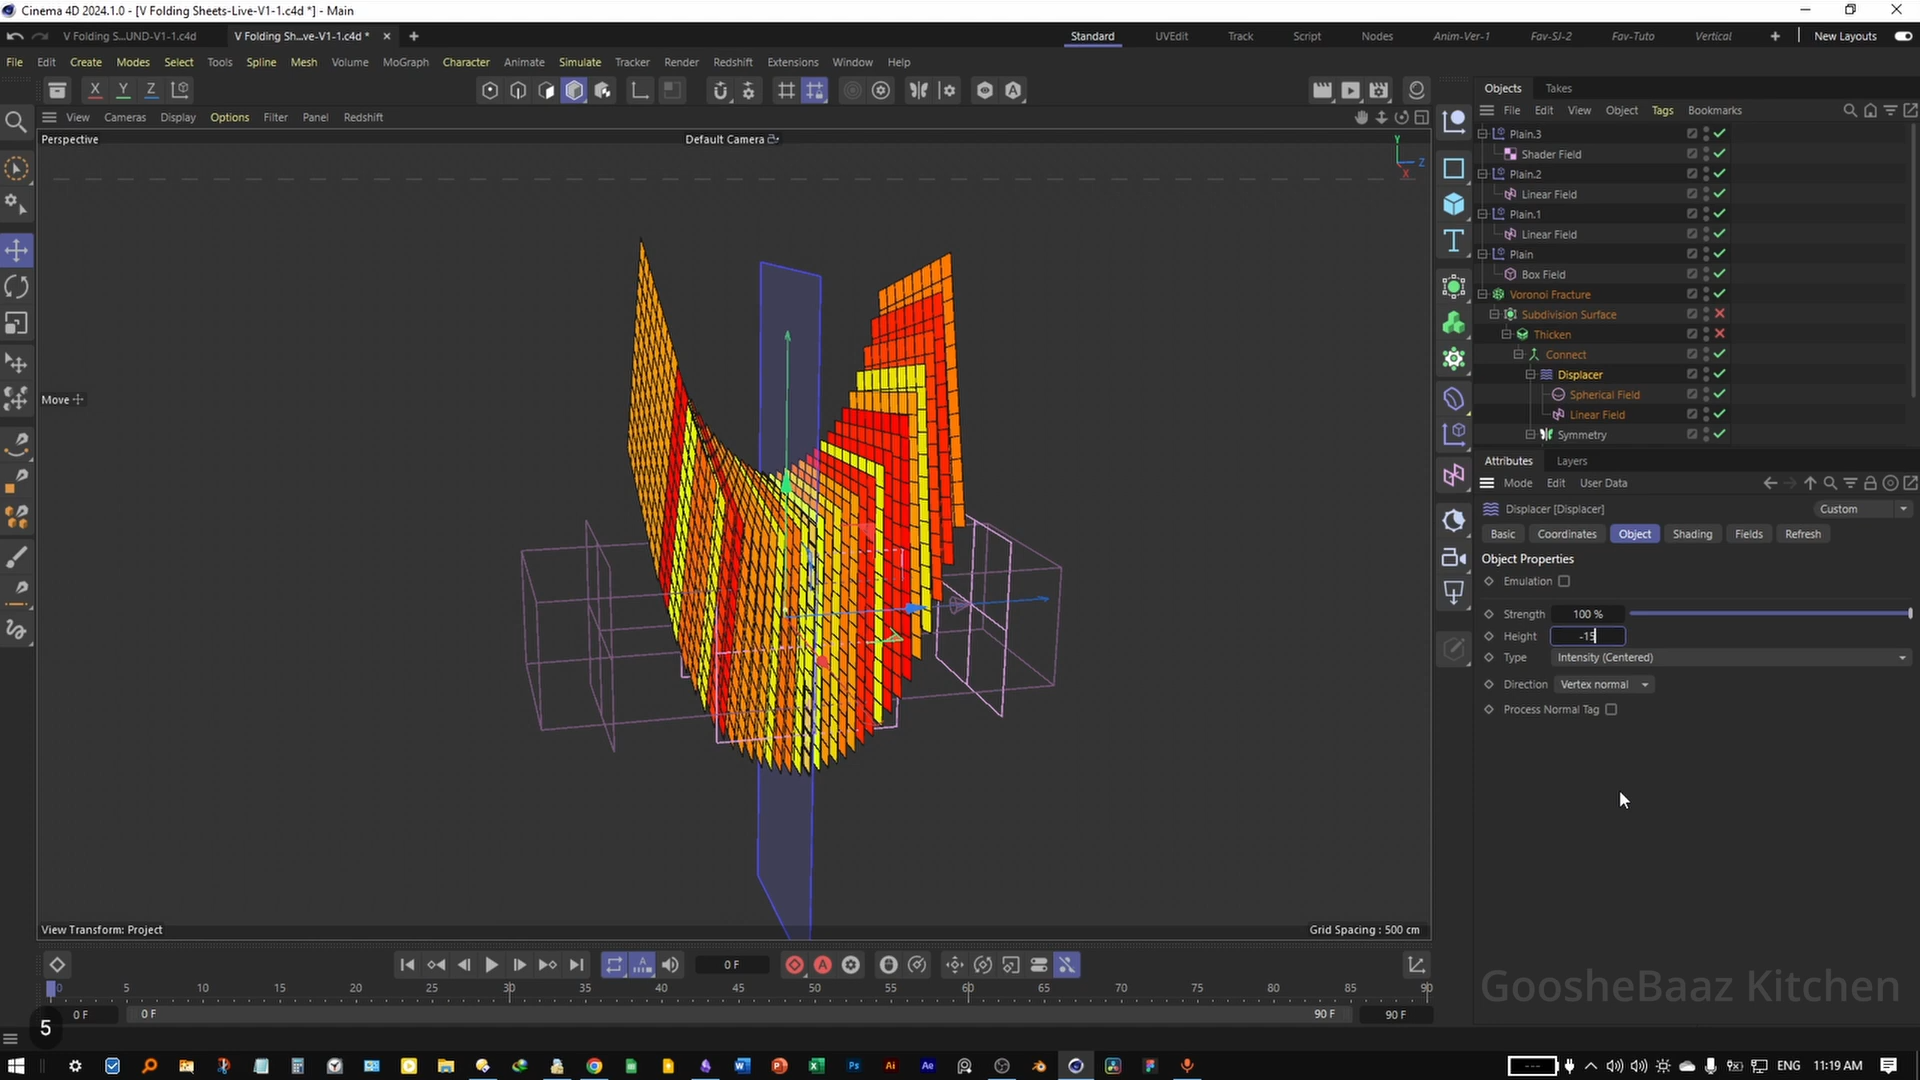 Cinema 4D 2024.1.0 - [V Folding Sheets-Live-V1-1.c4d *] - Main
V Folding S...UND-V1-1.c4d
V Folding Sh...ve-V1-1.c4d *
Standard
UVEdit
Track
Script
Nodes
Anim-Ver-1
Fav-SJ-2
Fav-Tuto
Vertical
New Layouts
File Edit Create Modes Select Tools Spline Mesh Volume MoGraph Character Animate Simulate Tracker Render Redshift Extensions Window Help
X Y Z
Objects Takes
View Cameras Display Options Filter Panel Redshift
File Edit View Object Tags Bookmarks
Perspective
Default Camera
Y
Z
X
Plain.3
Shader Field
Plain.2
Linear Field
Plain.1
Linear Field
Plain
Box Field
Voronoi Fracture
Subdivision Surface
Thicken
Connect
Displacer
Spherical Field
Linear Field
Symmetry
Move
Attributes Layers
Mode Edit User Data
Displacer [Displacer]
Custom
Basic Coordinates Object Shading Fields Refresh
Object Properties
Emulation
Strength 100 %
Height -15
Type Intensity (Centered)
Direction Vertex normal
Process Normal Tag
View Transform: Project
Grid Spacing : 500 cm
0 F
0 5 10 15 20 25 30 35 40 45 50 55 60 65 70 75 80 85 90
0 F
0 F
90 F
90 F
5
GoosheBaaz Kitchen
ENG
11:19 AM